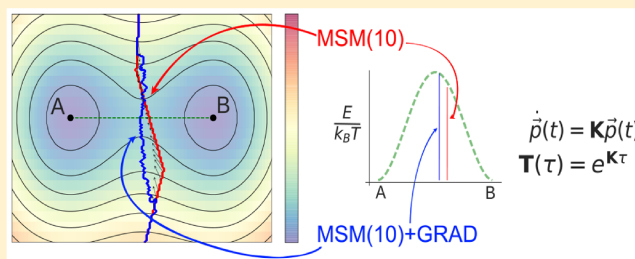 MSM(10)
A
B
E
k_BT
A
B
MSM(10)+GRAD
ṗ⃗(t) = Kp⃗(t)
T(τ) = e^{Kτ}